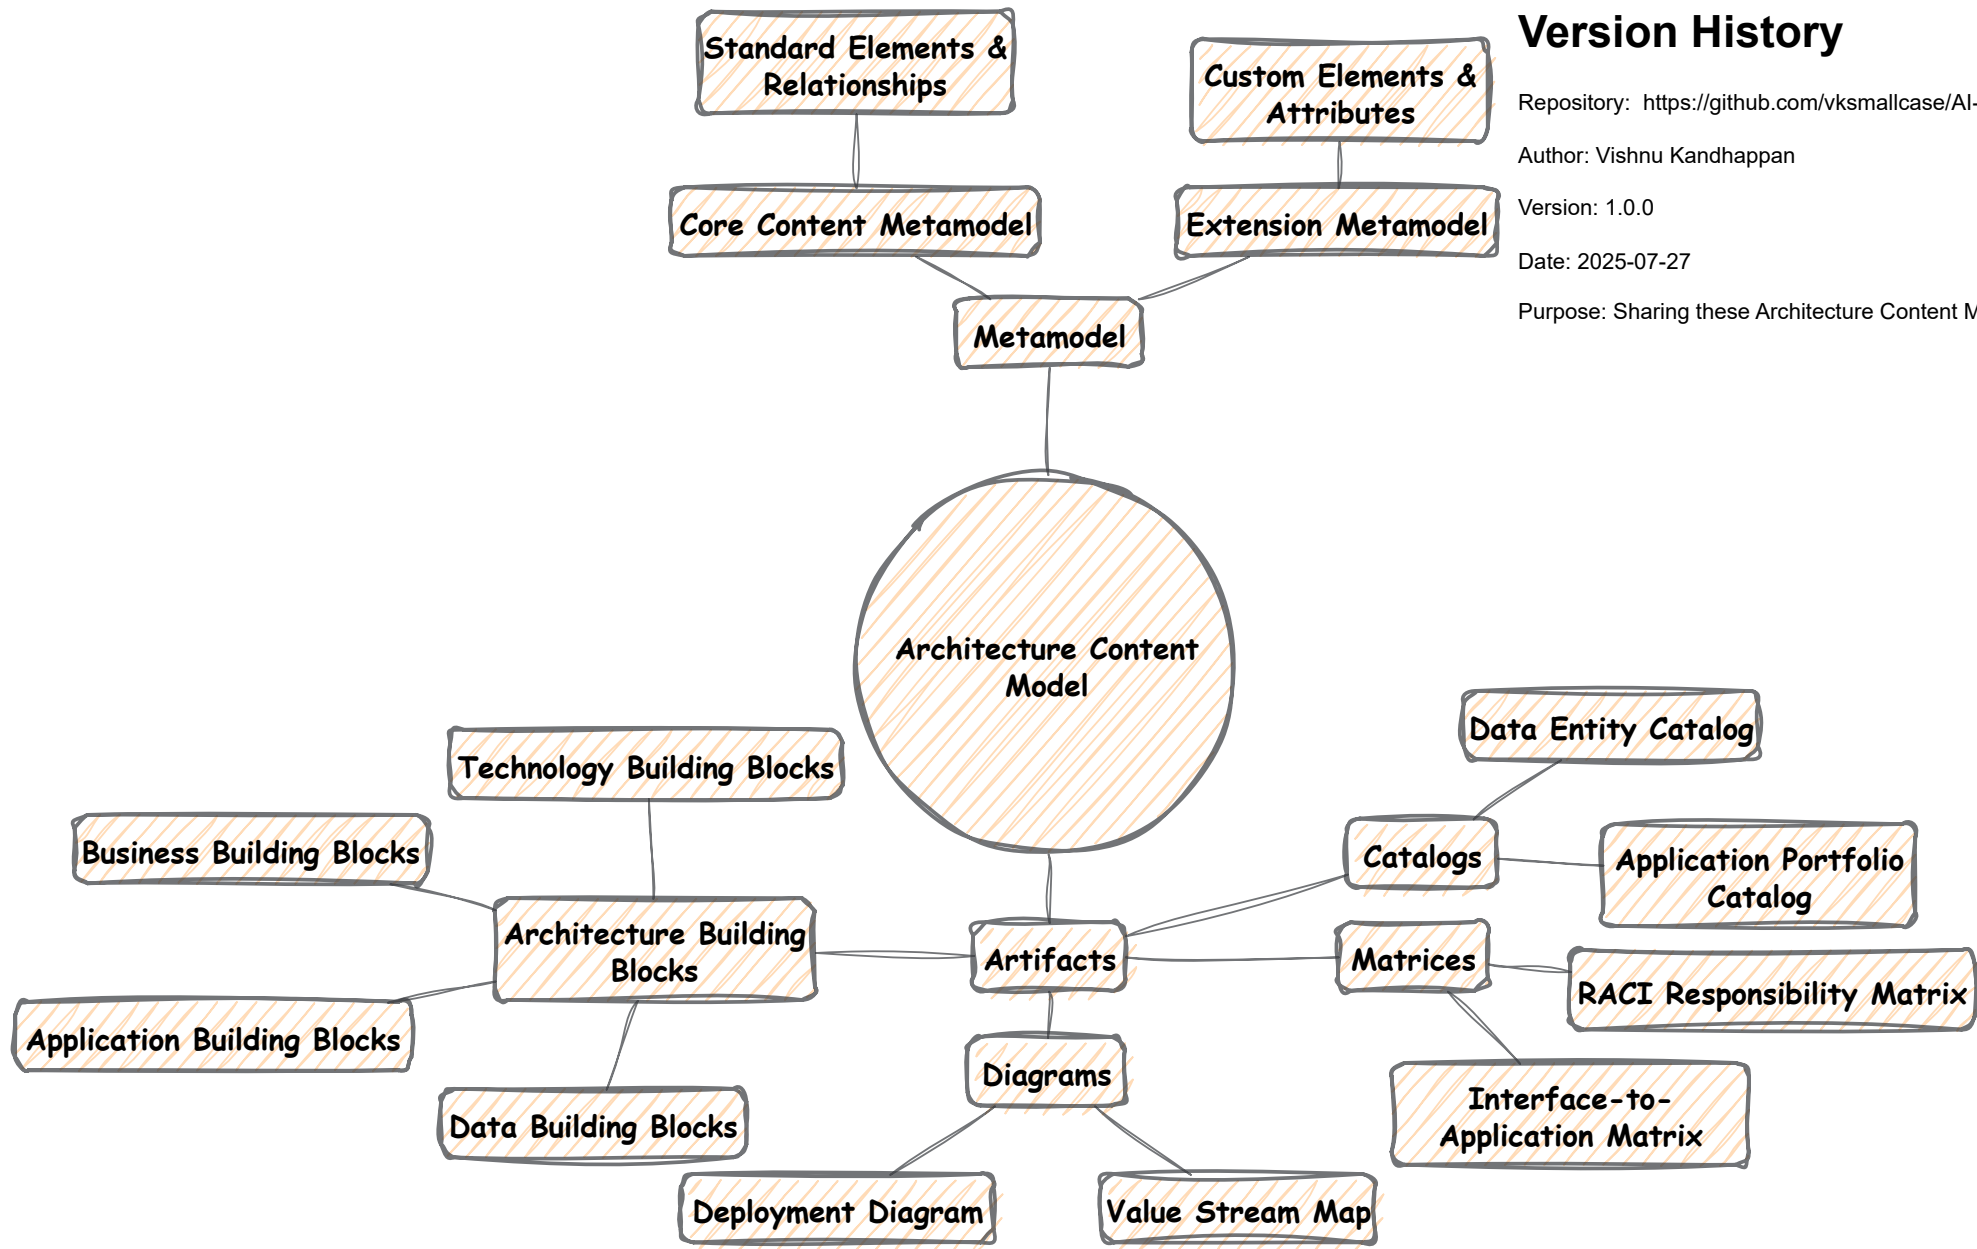 Standard Elements &
Relationships
Custom Elements &
Attributes
Version History
Repository:  https://github.com/vksmallcase/AI-
Author: Vishnu Kandhappan
Version: 1.0.0
Date: 2025-07-27
Purpose: Sharing these Architecture Content M
Core Content Metamodel
Extension Metamodel
Metamodel
Architecture Content
Model
Technology Building Blocks
Business Building Blocks
Architecture Building
Blocks
Application Building Blocks
Data Building Blocks
Artifacts
Diagrams
Deployment Diagram
Value Stream Map
Data Entity Catalog
Catalogs
Application Portfolio
Catalog
Matrices
RACI Responsibility Matrix
Interface-to-
Application Matrix